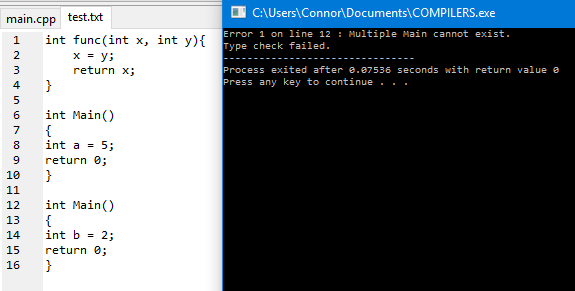 main.cpp test.txt
1 int func(int x, int y){
2 x = y;
3 return x;
4 }
5
6 int Main()
7 {
8 int a = 5;
9 return 0;
10 }
11
12 int Main()
13 {
14 int b = 2;
15 return 0;
16 }
C:\Users\Connor\Documents\COMPILERS.exe
Error 1 on line 12 : Multiple Main cannot exist.
Type check failed.
--------------------------------
Process exited after 0.07536 seconds with return value 0
Press any key to continue . . .